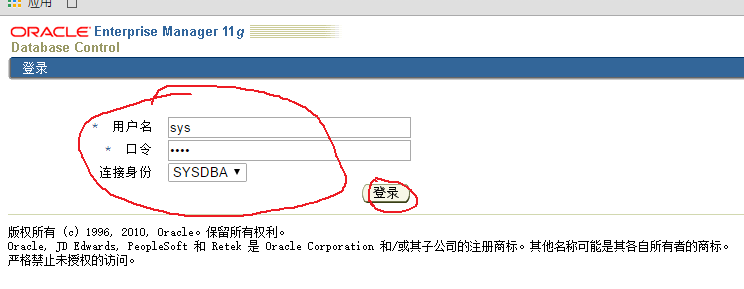 应用
ORACLE Enterprise Manager 11g
Database Control
登录
* 用户名 sys
* 口令 ••••
连接身份 SYSDBA
登录
版权所有 (c) 1996, 2010, Oracle。保留所有权利。
Oracle, JD Edwards, PeopleSoft 和 Retek 是 Oracle Corporation 和/或其子公司的注册商标。其他名称可能是其各自所有者的商标。
严格禁止未授权的访问。